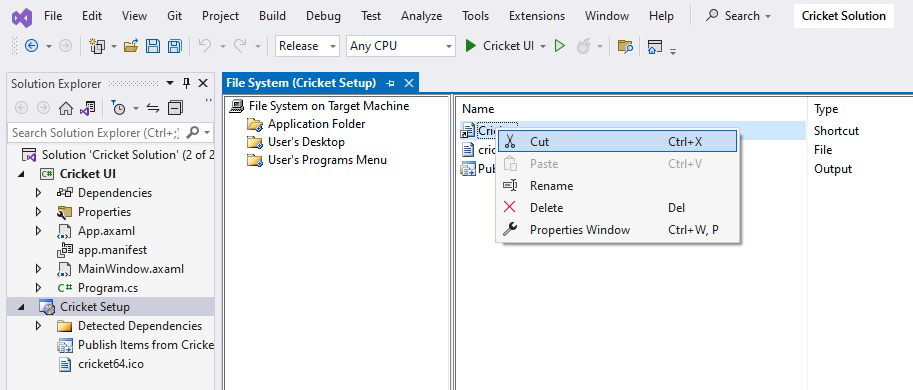 File Edit View Git Project Build Debug Test Analyze Tools Extensions Window Help Search Cricket Solution
Release Any CPU Cricket UI
Solution Explorer
Search Solution Explorer (Ctrl+;)
Solution 'Cricket Solution' (2 of 2
Cricket UI
Dependencies
Properties
App.axaml
app.manifest
MainWindow.axaml
C# Program.cs
Cricket Setup
Detected Dependencies
Publish Items from Cricke
cricket64.ico
File System (Cricket Setup)
File System on Target Machine
Application Folder
User's Desktop
User's Programs Menu
Name Type
Shortcut
cric File
Pub Output
Cut Ctrl+X
Paste Ctrl+V
Rename
Delete Del
Properties Window Ctrl+W, P